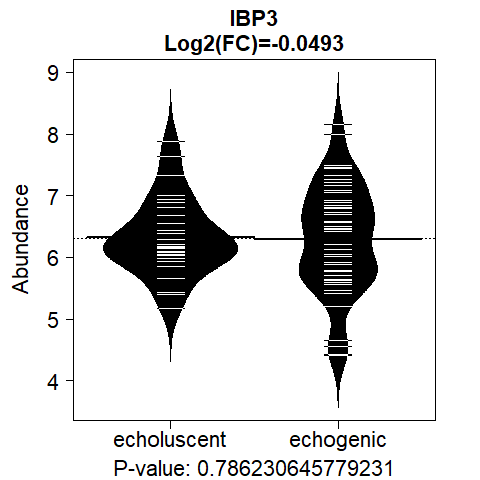 IBP3
Log2(FC)=-0.0493
Abundance
9
8
7
6
5
4
echoluscent echogenic
P-value: 0.786230645779231